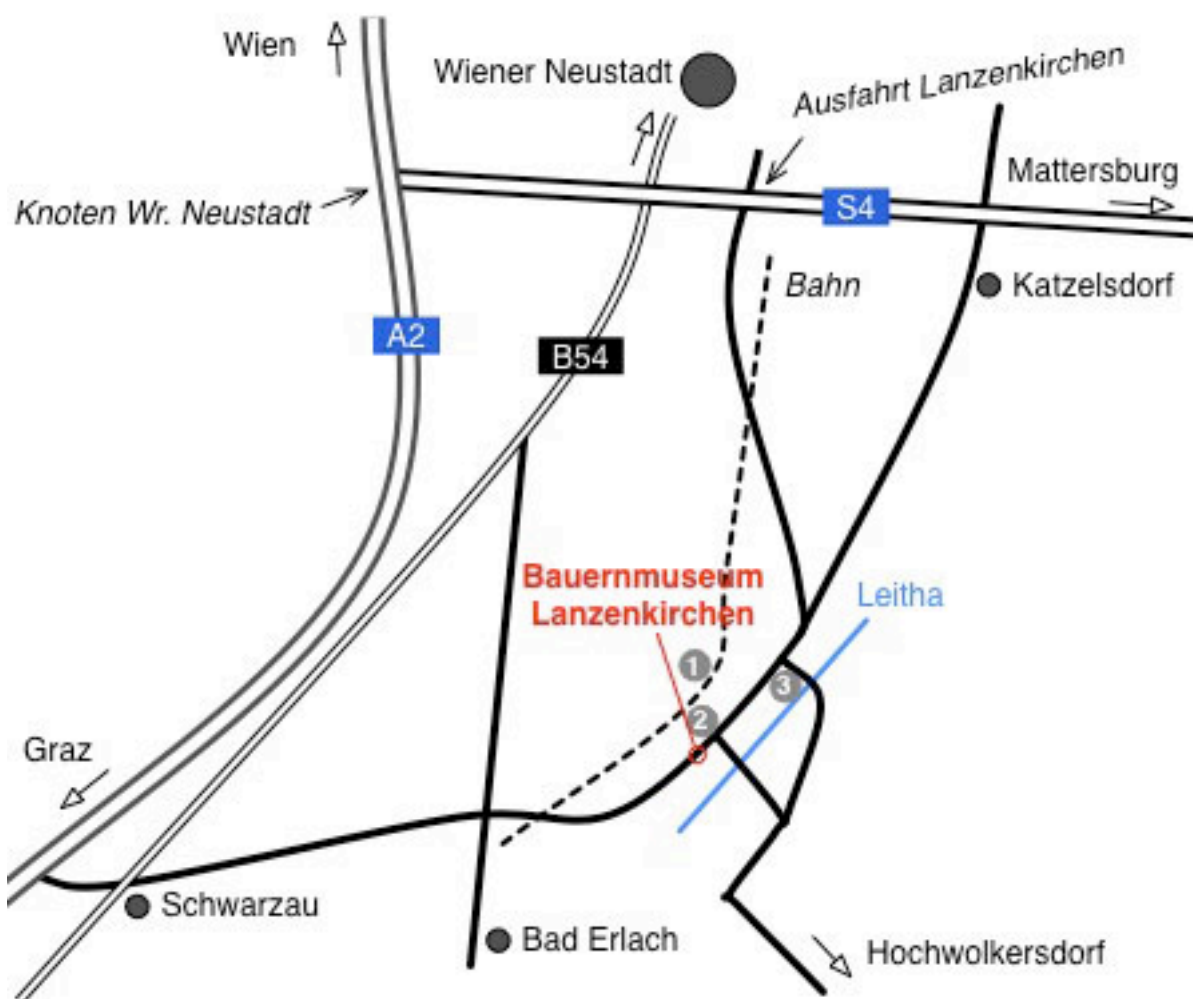 Wien
Wiener Neustadt
Ausfahrt Lanzenkirchen
Mattersburg
Knoten Wr. Neustadt
S4
Katzelsdorf
Bahn
A2
B54
Bauernmuseum
Lanzenkirchen
Leitha
1
3
2
Graz
Schwarzau
Bad Erlach
Hochwolkersdorf